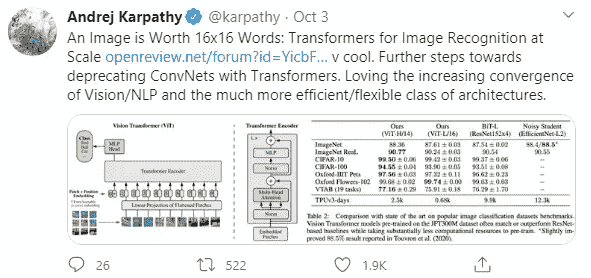 Andrej Karpathy @karpathy · Oct 3
An Image is Worth 16x16 Words: Transformers for Image Recognition at
Scale openreview.net/forum?id=YicbF... v cool. Further steps towards
deprecating ConvNets with Transformers. Loving the increasing convergence
of Vision/NLP and the much more efficient/flexible class of architectures.
Vision Transformer (ViT)
Class
MLP
Head
Transformer Encoder
Patch + Position
Embedding
Linear Projection of Flattened Patches
Transformer Encoder
L x
MLP
Norm
Multi-Head
Attention
Norm
Embedded
Patches
Ours Ours BiT-L Noisy Student
(ViT-H/14) (ViT-L/16) (ResNet152x4) (EfficientNet-L2)
ImageNet 88.36 87.61 ± 0.03 87.54 ± 0.02 88.4/88.5*
ImageNet ReaL 90.77 90.24 ± 0.03 90.54 90.55
CIFAR-10 99.50 ± 0.06 99.42 ± 0.03 99.37 ± 0.06 –
CIFAR-100 94.55 ± 0.04 93.90 ± 0.05 93.51 ± 0.08 –
Oxford-IIIT Pets 97.56 ± 0.03 97.32 ± 0.11 96.62 ± 0.23 –
Oxford Flowers-102 99.68 ± 0.02 99.74 ± 0.00 99.63 ± 0.03 –
VTAB (19 tasks) 77.16 ± 0.29 75.91 ± 0.18 76.29 ± 1.70 –
TPUv3-days 2.5k 0.68k 9.9k 12.3k
Table 2: Comparison with state of the art on popular image classification datasets benchmarks.
Vision Transformer models pre-trained on the JFT300M dataset often match or outperform ResNet-
based baselines while taking substantially less computational resources to pre-train. *Slightly im-
proved 88.5% result reported in Touvron et al. (2020).
26 522 1.9K